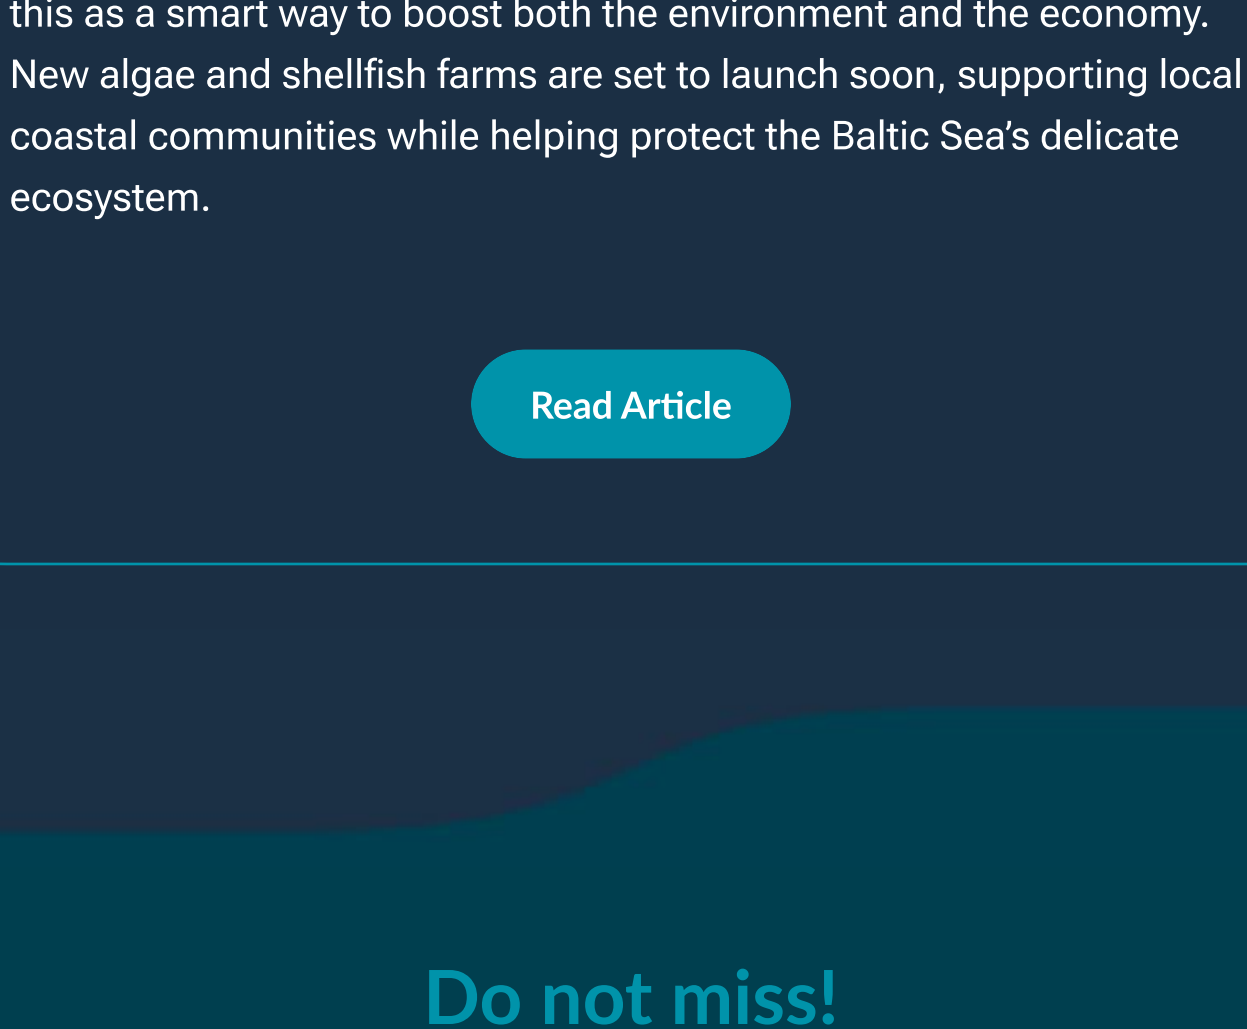 this as a smart way to boost both the environment and the economy.
New algae and shellfish farms are set to launch soon, supporting local
coastal communities while helping protect the Baltic Sea’s delicate
ecosystem.
Read Article
Do not miss!